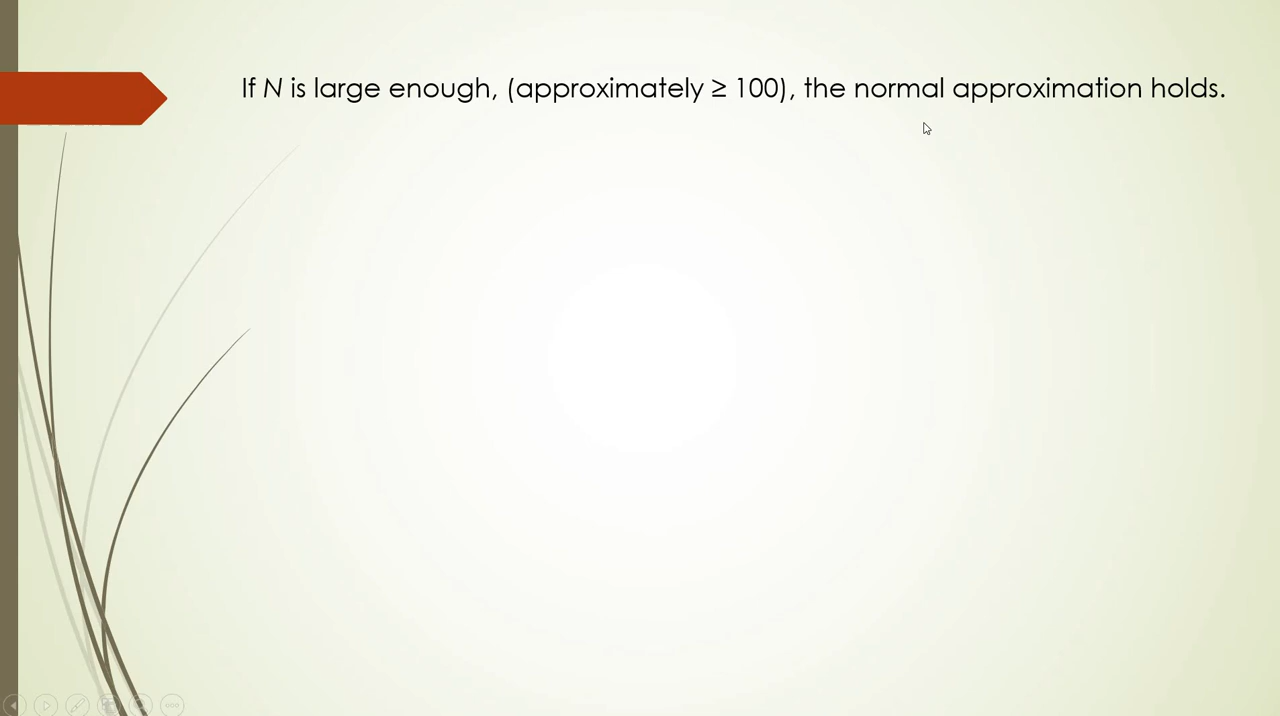 If N is large enough, (approximately ≥ 100), the normal approximation holds.